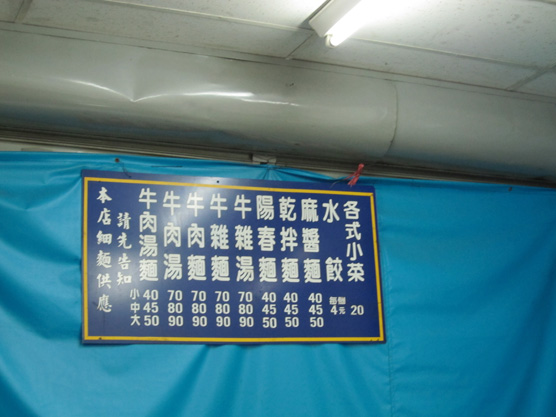 本店細麵供應
請先告知
牛肉湯麵
牛肉湯
牛肉麵
牛雜麵
牛雜湯
陽春麵
乾拌麵
麻醬麵
水餃
各式小菜
小 40 70 70 70 70 40 40 40 每個 4元 20
中 45 80 80 80 80 45 45 45
大 50 90 90 90 90 50 50 50